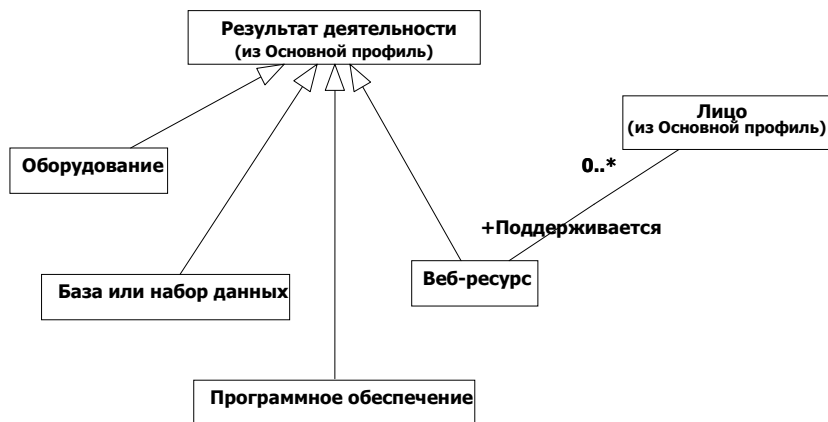 Результат деятельности
(из Основной профиль)
Лицо
(из Основной профиль)
Оборудование
0..*
+Поддерживается
База или набор данных
Веб-ресурс
Программное обеспечение